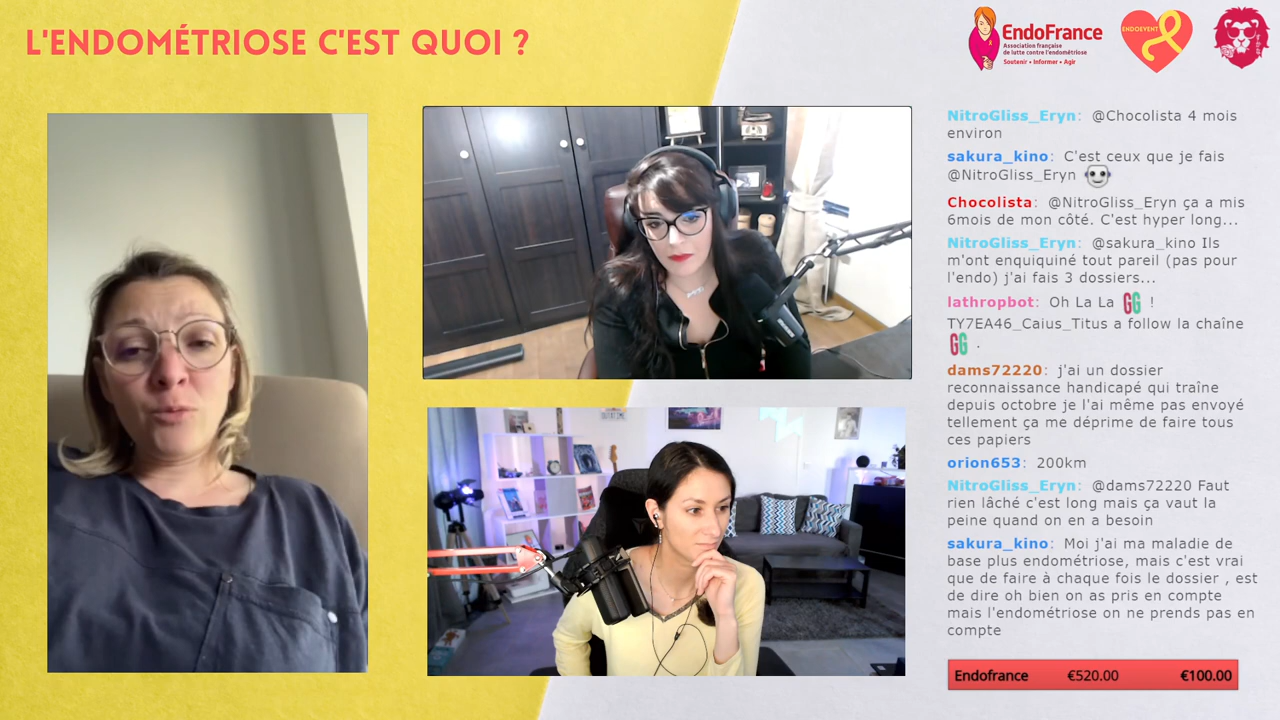 L'ENDOMÉTRIOSE C'EST QUOI ?
EndoFrance
Association française
de lutte contre l'endométriose
Soutenir • Informer • Agir
ENDOEVENT
NitroGliss_Eryn: @Chocolista 4 mois
environ
sakura_kino: C'est ceux que je fais
@NitroGliss_Eryn
Chocolista: @NitroGliss_Eryn ça a mis
6mois de mon côté. C'est hyper long...
NitroGliss_Eryn: @sakura_kino Ils
m'ont enquiquiné tout pareil (pas pour
l'endo) j'ai fais 3 dossiers...
lathropbot: Oh La La GG !
TY7EA46_Caius_Titus a follow la chaîne
GG .
dams72220: j'ai un dossier
reconnaissance handicapé qui traîne
depuis octobre je l'ai même pas envoyé
tellement ça me déprime de faire tous
ces papiers
orion653: 200km
NitroGliss_Eryn: @dams72220 Faut
rien lâché c'est long mais ça vaut la
peine quand on en a besoin
sakura_kino: Moi j'ai ma maladie de
base plus endométriose, mais c'est vrai
que de faire à chaque fois le dossier , est
de dire oh bien on as pris en compte
mais l'endométriose on ne prends pas en
compte
Endofrance €520.00 €100.00